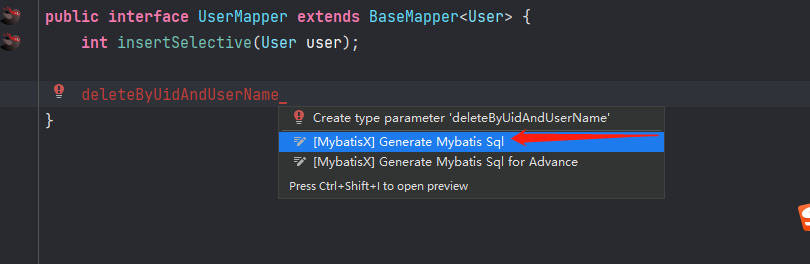 public interface UserMapper extends BaseMapper<User> {
int insertSelective(User user);
deleteByUidAndUserName_
}
Create type parameter 'deleteByUidAndUserName'
[MybatisX] Generate Mybatis Sql
[MybatisX] Generate Mybatis Sql for Advance
Press Ctrl+Shift+I to open preview